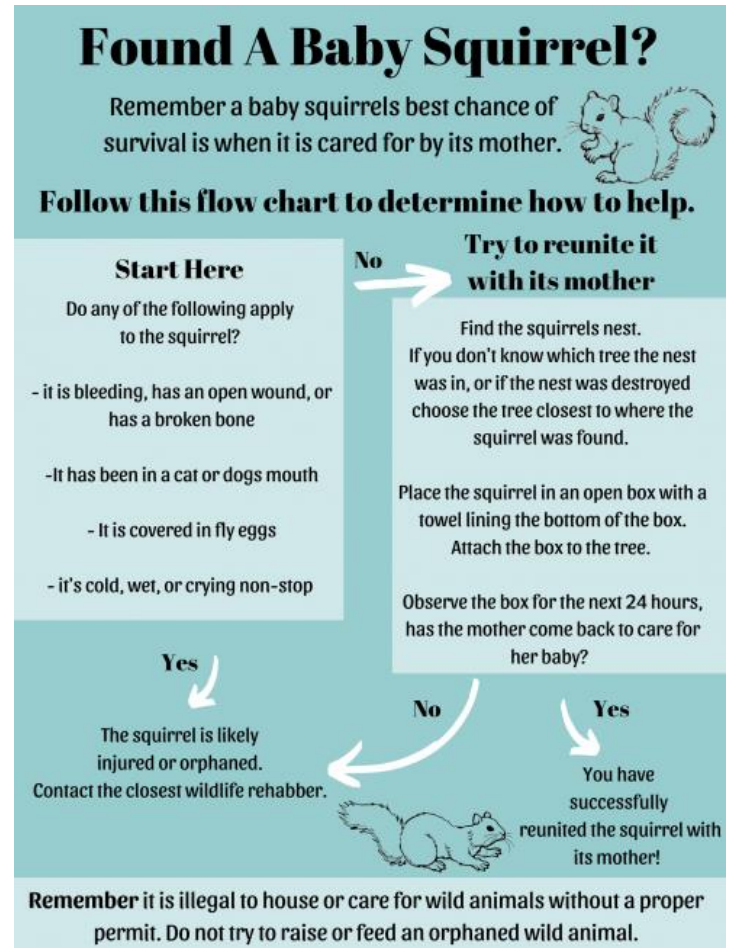 Found A Baby Squirrel?
Remember a baby squirrels best chance of
survival is when it is cared for by its mother.
Follow this flow chart to determine how to help.
Start Here
Do any of the following apply
to the squirrel?
- it is bleeding, has an open wound, or
has a broken bone
-It has been in a cat or dogs mouth
- It is covered in fly eggs
- it's cold, wet, or crying non-stop
No
Try to reunite it
with its mother
Find the squirrels nest.
If you don't know which tree the nest
was in, or if the nest was destroyed
choose the tree closest to where the
squirrel was found.
Place the squirrel in an open box with a
towel lining the bottom of the box.
Attach the box to the tree.
Observe the box for the next 24 hours,
has the mother come back to care for
her baby?
Yes
The squirrel is likely
injured or orphaned.
Contact the closest wildlife rehabber.
No
Yes
You have
successfully
reunited the squirrel with
its mother!
Remember it is illegal to house or care for wild animals without a proper
permit. Do not try to raise or feed an orphaned wild animal.